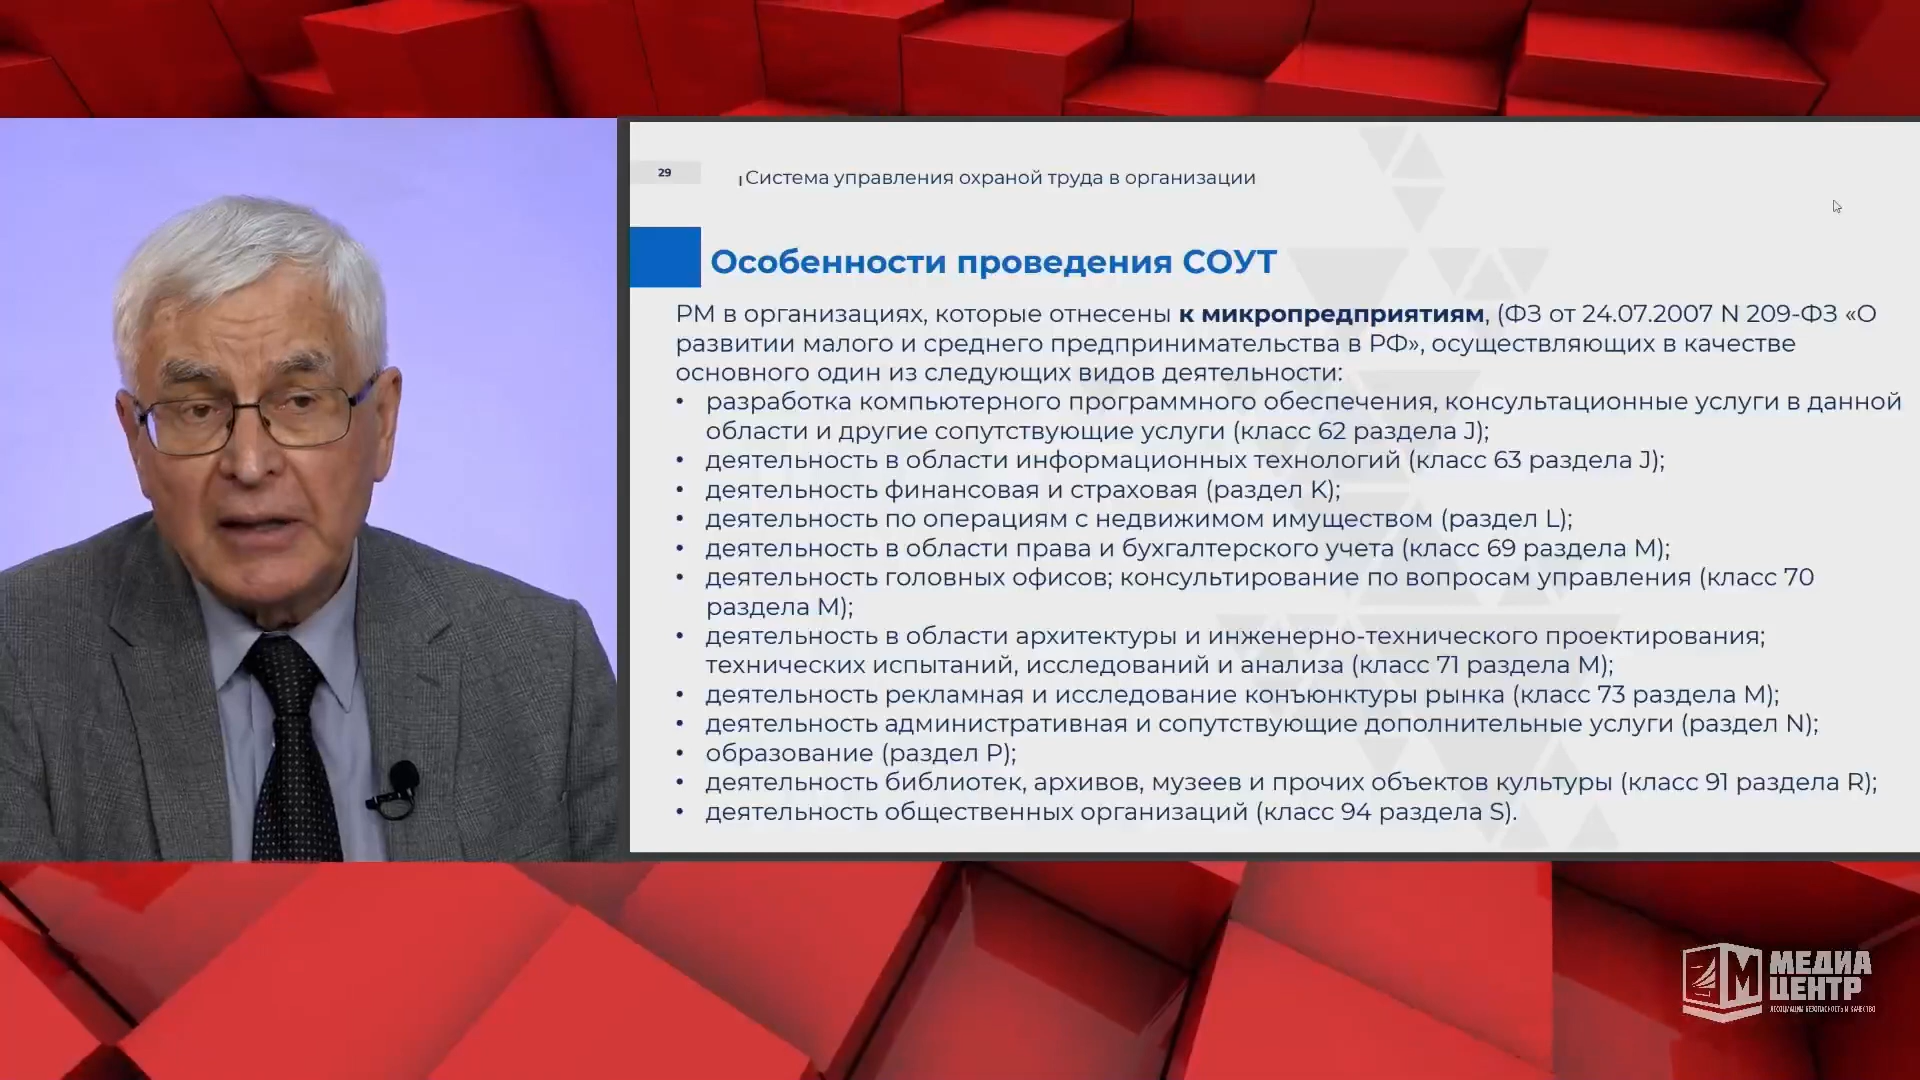 29
Система управления охраной труда в организации
Особенности проведения СОУТ
РМ в организациях, которые отнесены к микропредприятиям, (ФЗ от 24.07.2007 N 209-ФЗ «О
развитии малого и среднего предпринимательства в РФ», осуществляющих в качестве
основного один из следующих видов деятельности:
• разработка компьютерного программного обеспечения, консультационные услуги в данной
области и другие сопутствующие услуги (класс 62 раздела J);
• деятельность в области информационных технологий (класс 63 раздела J);
• деятельность финансовая и страховая (раздел K);
• деятельность по операциям с недвижимом имуществом (раздел L);
• деятельность в области права и бухгалтерского учета (класс 69 раздела M);
• деятельность головных офисов; консультирование по вопросам управления (класс 70
раздела M);
• деятельность в области архитектуры и инженерно-технического проектирования;
технических испытаний, исследований и анализа (класс 71 раздела M);
• деятельность рекламная и исследование конъюнктуры рынка (класс 73 раздела M);
• деятельность административная и сопутствующие дополнительные услуги (раздел N);
• образование (раздел P);
• деятельность библиотек, архивов, музеев и прочих объектов культуры (класс 91 раздела R);
• деятельность общественных организаций (класс 94 раздела S).
МЕДИА
ЦЕНТР
АССОЦИАЦИИ БЕЗОПАСНОСТЬ И КАЧЕСТВО